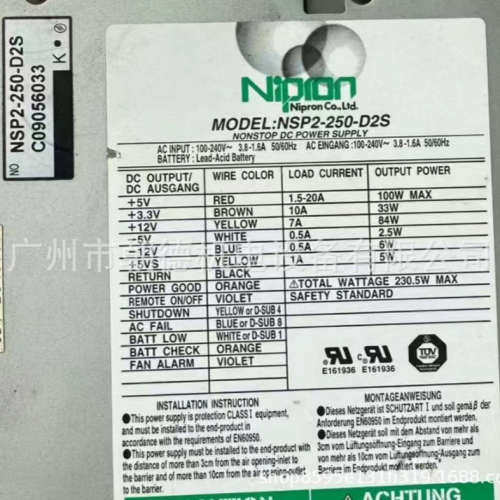 NSP2-250-D2S
C09056033
K
Nipron
Nipron Co., Ltd.
MODEL:NSP2-250-D2S
NONSTOP DC POWER SUPPLY
AC INPUT : 100-240V~ 3.8-1.6A 50/60Hz AC EINGANG : 100-240V~ 3.8-1.6A 50/60Hz
BATTERY : Lead-Acid Battery
DC OUTPUT/ DC AUSGANG WIRE COLOR LOAD CURRENT OUTPUT POWER
+5V RED 1.5-20A 100W MAX
+3.3V BROWN 10A 33W
+12V YELLOW 7A 84W
-5V WHITE 0.5A 2.5W
-12V BLUE 0.5A 6W
+5VS YELLOW 1A 5W
RETURN BLACK
POWER GOOD ORANGE ⚠TOTAL WATTAGE 230.5W MAX
REMOTE ON/OFF VIOLET SAFETY STANDARD
SHUTDOWN YELLOW or D-SUB 4
AC FAIL BLUE or D-SUB 8
BATT LOW WHITE or D-SUB 1
BATT CHECK ORANGE
FAN ALARM VIOLET
E161936 E161936 TÜV
INSTALLATION INSTRUCTION
●This power supply is protection CLASS I equipment,
and must be installed to the end-product in
accordance with the requirements of EN60950.
●This power supply must be installed to the end-product
with distance of more than 3cm from the air opening-inlet to
the barrier and of more than 10cm from the air opening-outlet
to the barrier.
MONTAGEANWEISUNG
●Dieses Netzgerät ist SCHUTZART I und soll gemäß der
Anforderung EN60950 im Endprodukt montiert werden.
●Dieses Netzgerät soll mit dem Abstand von mehr als
3cm vom Luftöffnungs-Eingang zum Barriere und
von mehr als 10cm vom Luftöffnung-Ausgang zum Barriere
im Endprodukt montiert werden.
ACHTUNG